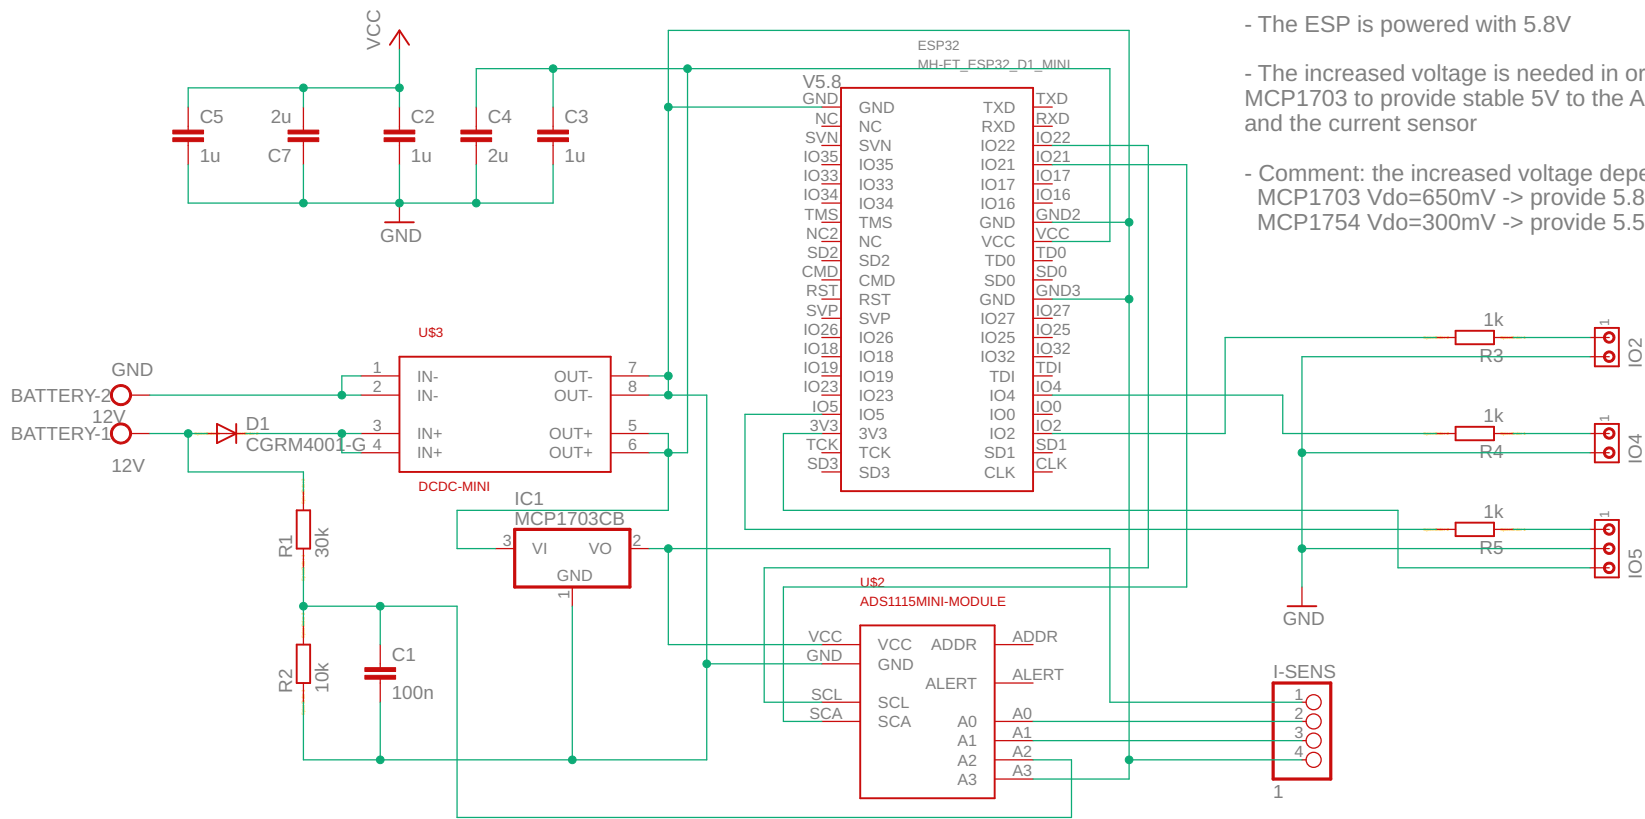 - The ESP is powered with 5.8V
- The increased voltage is needed in or
MCP1703 to provide stable 5V to the A
and the current sensor
- Comment: the increased voltage depe
MCP1703 Vdo=650mV -> provide 5.8
MCP1754 Vdo=300mV -> provide 5.5
VCC
C5
1u
2u
C7
C2
1u
C4
2u
C3
1u
GND
ESP32
MH-ET_ESP32_D1_MINI
V5.8
GND GND TXD TXD
NC NC RXD RXD
SVN SVN IO22 IO22
IO35 IO35 IO21 IO21
IO33 IO33 IO17 IO17
IO34 IO34 IO16 IO16
TMS TMS GND GND2
NC2 NC VCC VCC
SD2 SD2 TD0 TD0
CMD CMD SD0 SD0
RST RST GND GND3
SVP SVP IO27 IO27
IO26 IO26 IO25 IO25
IO18 IO18 IO32 IO32
IO19 IO19 TDI TDI
IO23 IO23 IO4 IO4
IO5 IO5 IO0 IO0
3V3 3V3 IO2 IO2
TCK TCK SD1 SD1
SD3 SD3 CLK CLK
U$3
1 IN- OUT- 7
2 IN- OUT- 8
3 IN+ OUT+ 5
4 IN+ OUT+ 6
DCDC-MINI
GND
BATTERY-2
12V
BATTERY-1
12V
D1
CGRM4001-G
R1
30k
R2
10k
C1
100n
IC1
MCP1703CB
3 VI VO 2
GND
1
U$2
ADS1115MINI-MODULE
VCC VCC ADDR ADDR
GND GND
ALERT ALERT
SCL SCL
SCA SCA A0 A0
A1 A1
A2 A2
A3 A3
1k
R3
1
IO2
1k
R4
1
IO4
1k
R5
1
IO5
GND
I-SENS
1
2
3
4
1